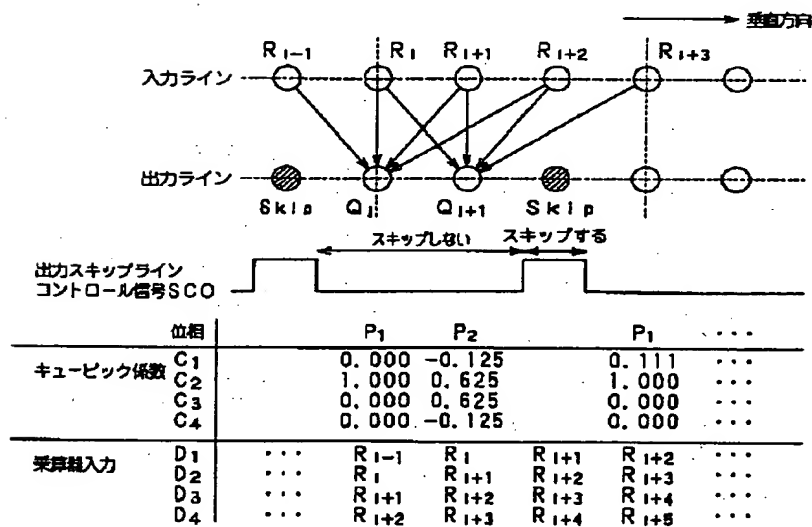 垂直方向
R i-1 R i R i+1 R i+2 R i+3
入力ライン
出力ライン
Skip Q j Q j+1 Skip
スキップしない スキップする
出力スキップライン
コントロール信号SCO
位相 P1 P2 P1 ...
キュービック係数 C1 0.000 -0.125 0.111 ...
C2 1.000 0.625 1.000 ...
C3 0.000 0.625 0.000 ...
C4 0.000 -0.125 0.000 ...
乗算器入力 D1 ... R i-1 R i R i+1 R i+2 ...
D2 ... R i R i+1 R i+2 R i+3 ...
D3 ... R i+1 R i+2 R i+3 R i+4 ...
D4 ... R i+2 R i+3 R i+4 R i+5 ...